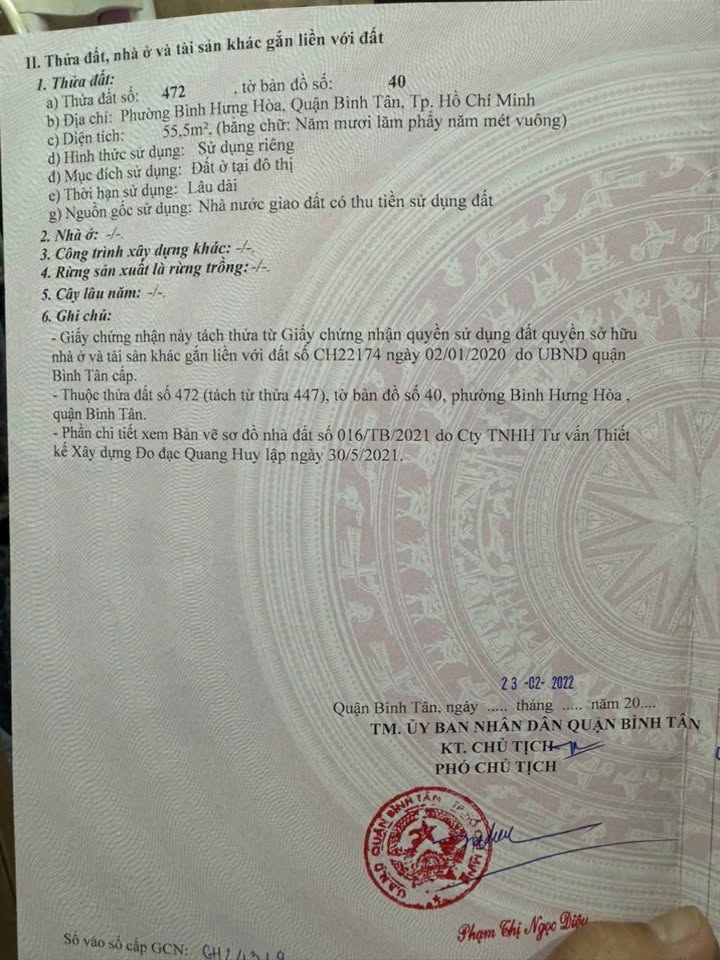 II. Thửa đất, nhà ở và tài sản khác gắn liền với đất
1. Thửa đất:
a) Thửa đất số: 472 , tờ bản đồ số: 40
b) Địa chỉ: Phường Bình Hưng Hòa, Quận Bình Tân, Tp. Hồ Chí Minh
c) Diện tích: 55,5m², (bằng chữ: Năm mươi lăm phẩy năm mét vuông)
d) Hình thức sử dụng: Sử dụng riêng
đ) Mục đích sử dụng: Đất ở tại đô thị
e) Thời hạn sử dụng: Lâu dài
g) Nguồn gốc sử dụng: Nhà nước giao đất có thu tiền sử dụng đất
2. Nhà ở: -/-.
3. Công trình xây dựng khác: -/-.
4. Rừng sản xuất là rừng trồng: -/-.
5. Cây lâu năm: -/-.
6. Ghi chú:
- Giấy chứng nhận này tách thửa từ Giấy chứng nhận quyền sử dụng đất quyền sở hữu
nhà ở và tài sản khác gắn liền với đất số CH22174 ngày 02/01/2020 do UBND quận
Bình Tân cấp.
- Thuộc thửa đất số 472 (tách từ thửa 447), tờ bản đồ số 40, phường Bình Hưng Hòa ,
quận Bình Tân.
- Phần chi tiết xem Bản vẽ sơ đồ nhà đất số 016/TB/2021 do Cty TNHH Tư vấn Thiết
kế Xây dựng Đo đạc Quang Huy lập ngày 30/5/2021.
23 -02- 2022
Quận Bình Tân, ngày ..... tháng ..... năm 20....
TM. ỦY BAN NHÂN DÂN QUẬN BÌNH TÂN
KT. CHỦ TỊCH
PHÓ CHỦ TỊCH
U.B.N.D QUẬN BÌNH TÂN TP HỒ CHÍ MINH
Phạm Thị Ngọc Diệu
Số vào sổ cấp GCN: